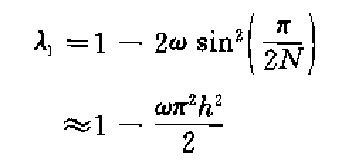 λ₁ = 1 − 2ω sin²(π/2N)
≈ 1 − ωπ²h²/2